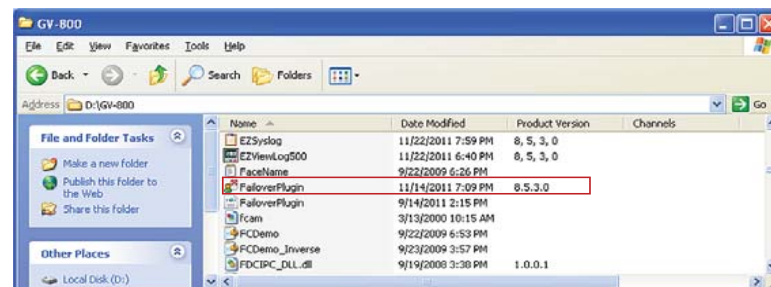 GV-800
File Edit View Favorites Tools Help
Back Search Folders
Address D:\GV-800 Go
File and Folder Tasks
Make a new folder
Publish this folder to
the Web
Share this folder
Other Places
Local Disk (D:)
Name Date Modified Product Version Channels
EZSyslog 11/22/2011 7:59 PM 8, 5, 3, 0
EZViewLog500 11/22/2011 6:40 PM 8, 5, 3, 0
FaceName 9/22/2009 6:26 PM
FailoverPlugin 11/14/2011 7:09 PM 8.5.3.0
FailoverPlugin 9/14/2011 2:15 PM
fcam 3/13/2000 10:15 AM
FCDemo 9/22/2009 6:53 PM
FCDemo_Inverse 9/23/2009 3:57 PM
FDCIPC_DLL.dll 9/19/2008 3:38 PM 1.0.0.1